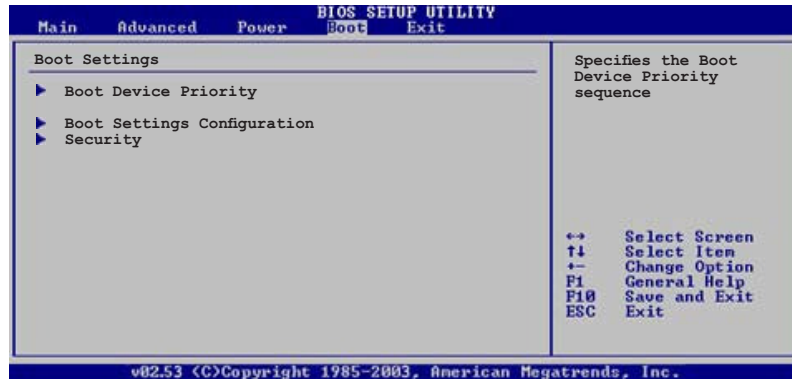 BIOS SETUP UTILITY
Main Advanced Power Boot Exit
Boot Settings
Boot Device Priority
Boot Settings Configuration
Security
Specifies the Boot
Device Priority
sequence
↔ Select Screen
↑↓ Select Item
+- Change Option
F1 General Help
F10 Save and Exit
ESC Exit
v02.53 (C)Copyright 1985-2003, American Megatrends, Inc.